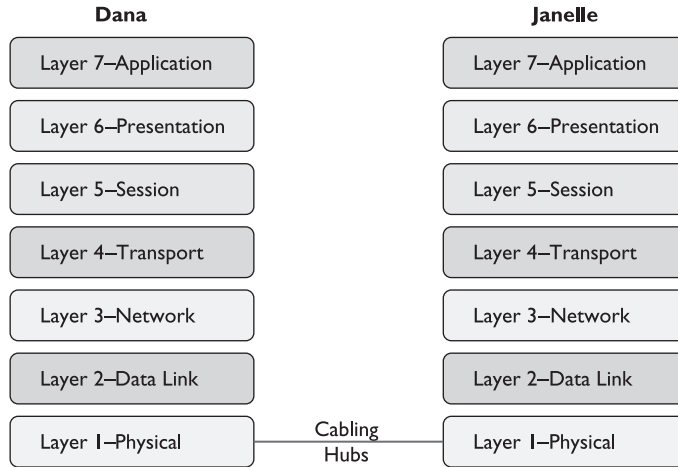 Dana
Janelle
Layer 7–Application
Layer 7–Application
Layer 6–Presentation
Layer 6–Presentation
Layer 5–Session
Layer 5–Session
Layer 4–Transport
Layer 4–Transport
Layer 3–Network
Layer 3–Network
Layer 2–Data Link
Layer 2–Data Link
Layer 1–Physical
Cabling
Hubs
Layer 1–Physical